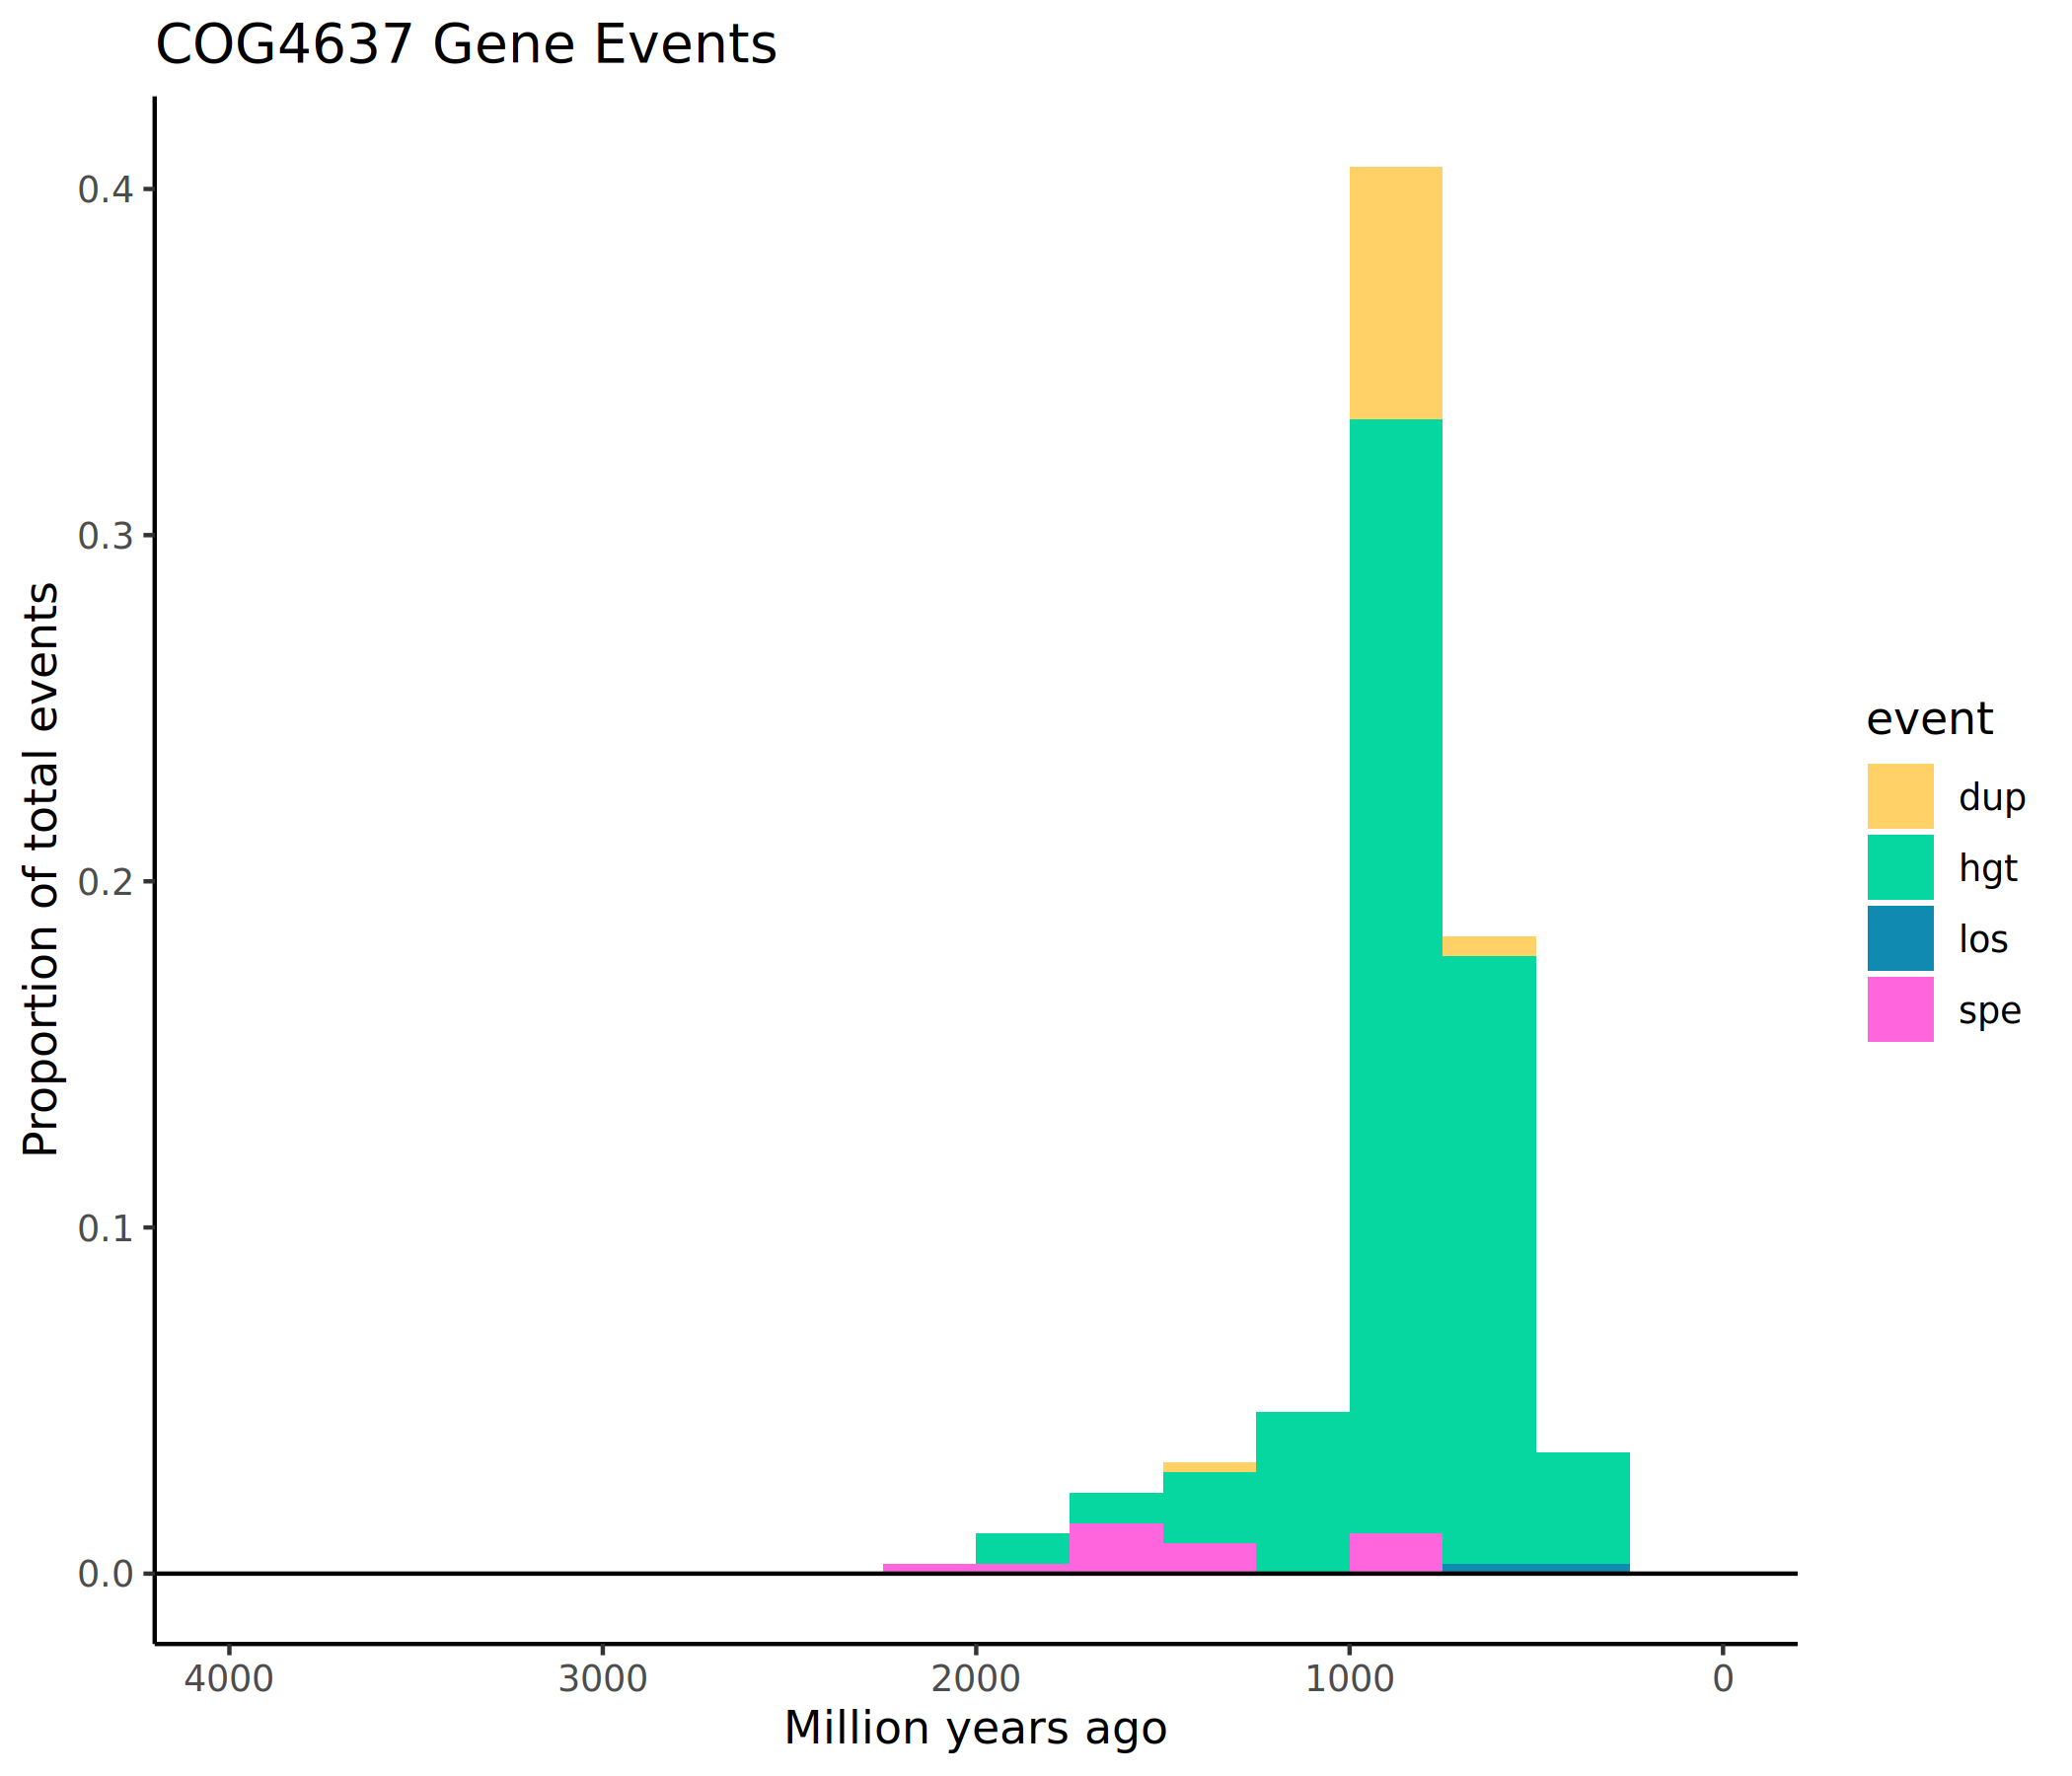 COG4637 Gene Events
Proportion of total events
0.4
0.3
0.2
0.1
0.0
4000 3000 2000 1000 0
Million years ago
event
dup
hgt
los
spe